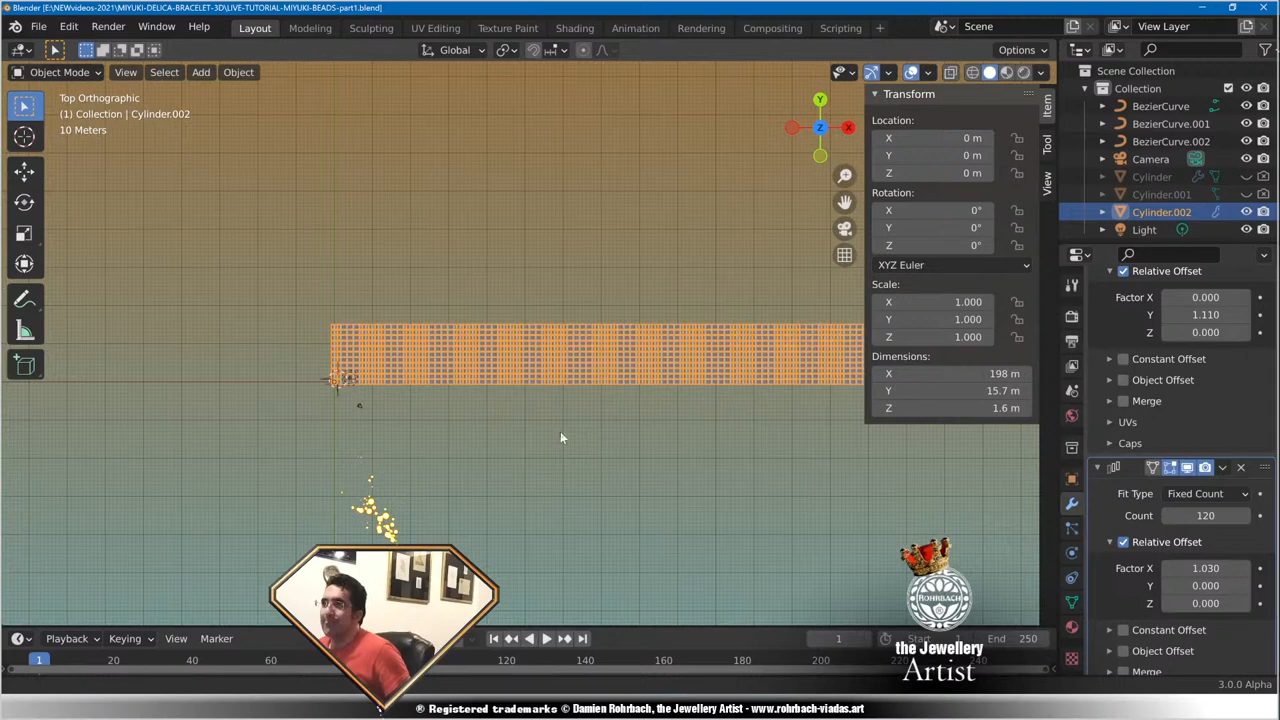 Blender [E:\NEWvideos-2021\MIYUKI-DELICA-BRACELET-3D\LIVE-TUTORIAL-MIYUKI-BEADS-part1.blend]
File Edit Render Window Help Layout Modeling Sculpting UV Editing Texture Paint Shading Animation Rendering Compositing Scripting Scene View Layer
Global Options
Object Mode View Select Add Object
Top Orthographic
(1) Collection | Cylinder.002
10 Meters
Y
Z
X
Transform
Location:
X 0 m
Y 0 m
Z 0 m
Rotation:
X 0°
Y 0°
Z 0°
XYZ Euler
Scale:
X 1.000
Y 1.000
Z 1.000
Dimensions:
X 198 m
Y 15.7 m
Z 1.6 m
Item
Tool
View
Scene Collection
Collection
BezierCurve
BezierCurve.001
BezierCurve.002
Camera
Cylinder
Cylinder.001
Cylinder.002
Light
Relative Offset
Factor X 0.000
Y 1.110
Z 0.000
Constant Offset
Object Offset
Merge
UVs
Caps
Fit Type Fixed Count
Count 120
Relative Offset
Factor X 1.030
Y 0.000
Z 0.000
Constant Offset
Object Offset
Merge
ROHRBACH
the Jewellery
Artist
Playback Keying View Marker 1 Start End 250
1 20 40 60 120 140 160 180 200 220 240
3.0.0 Alpha
® Registered trademarks © Damien Rohrbach, the Jewellery Artist - www.rohrbach-viadas.art